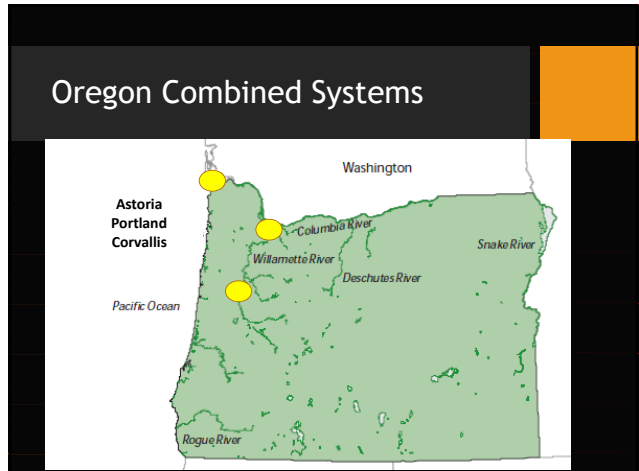 Oregon Combined Systems
Washington
Astoria
Portland
Corvallis
Columbia River
Willamette River
Snake River
Deschutes River
Pacific Ocean
Rogue River